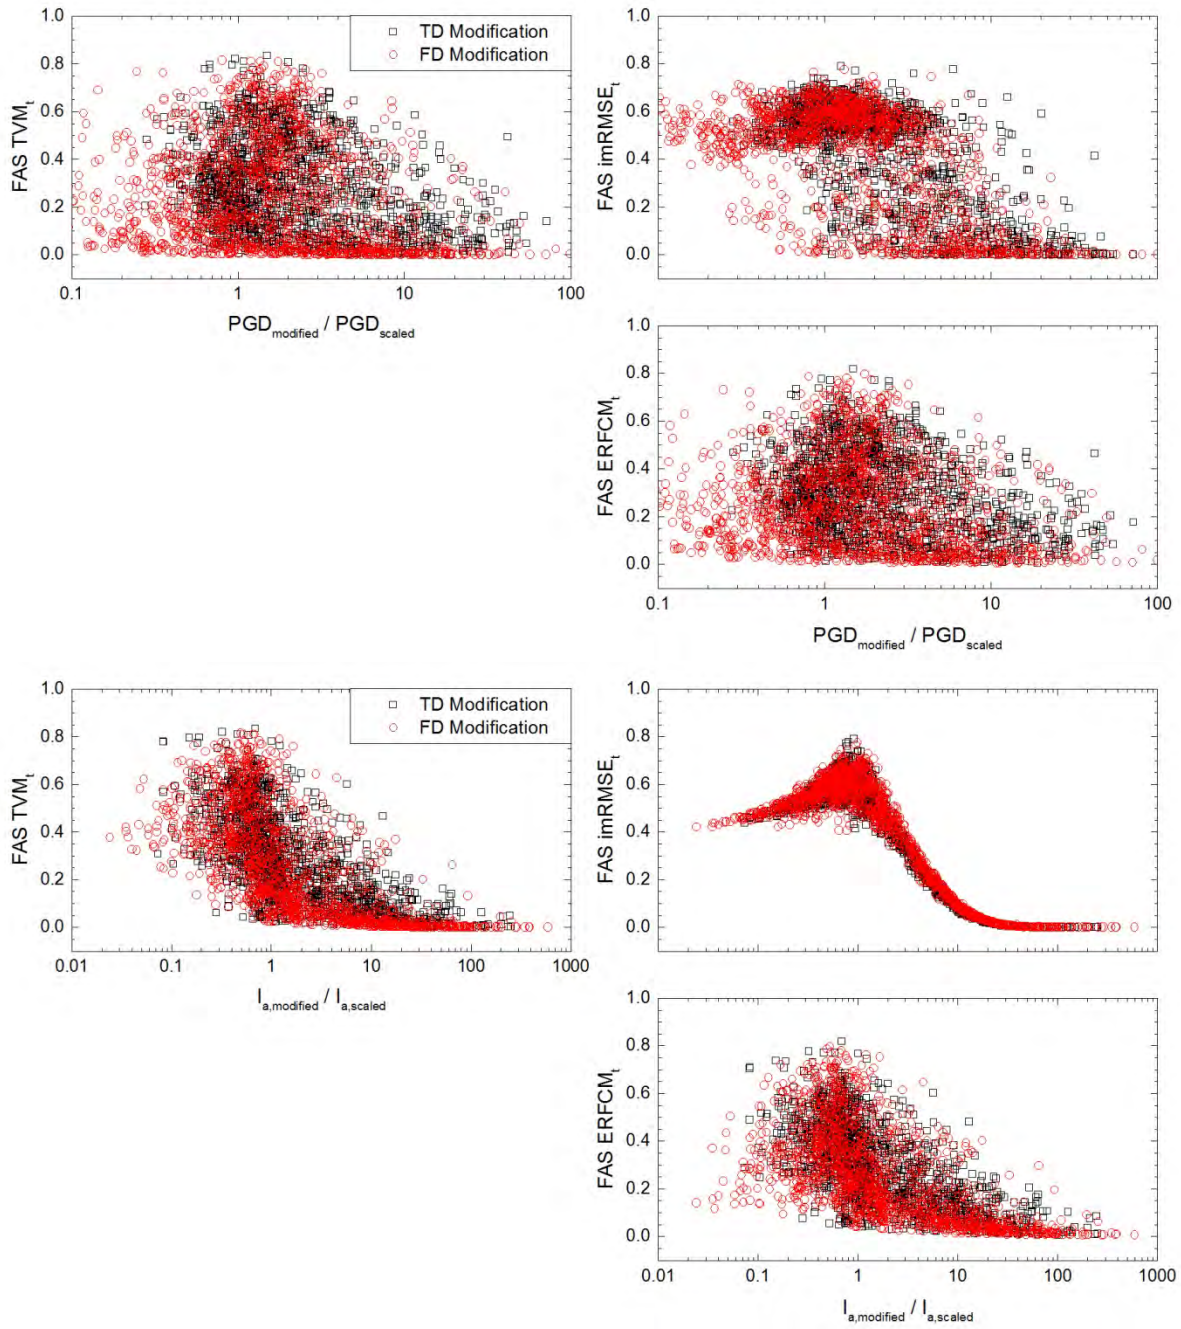 1.0
0.8
0.6
0.4
0.2
0.0
FAS TVMt
0.1 1 10 100
PGDmodified / PGDscaled
TD Modification
FD Modification
1.0
0.8
0.6
0.4
0.2
0.0
FAS imRMSEt
1.0
0.8
0.6
0.4
0.2
0.0
FAS ERFCMt
0.1 1 10 100
PGDmodified / PGDscaled
1.0
0.8
0.6
0.4
0.2
0.0
FAS TVMt
0.01 0.1 1 10 100 1000
Ia,modified / Ia,scaled
TD Modification
FD Modification
1.0
0.8
0.6
0.4
0.2
0.0
FAS imRMSEt
1.0
0.8
0.6
0.4
0.2
0.0
FAS ERFCMt
0.01 0.1 1 10 100 1000
Ia,modified / Ia,scaled